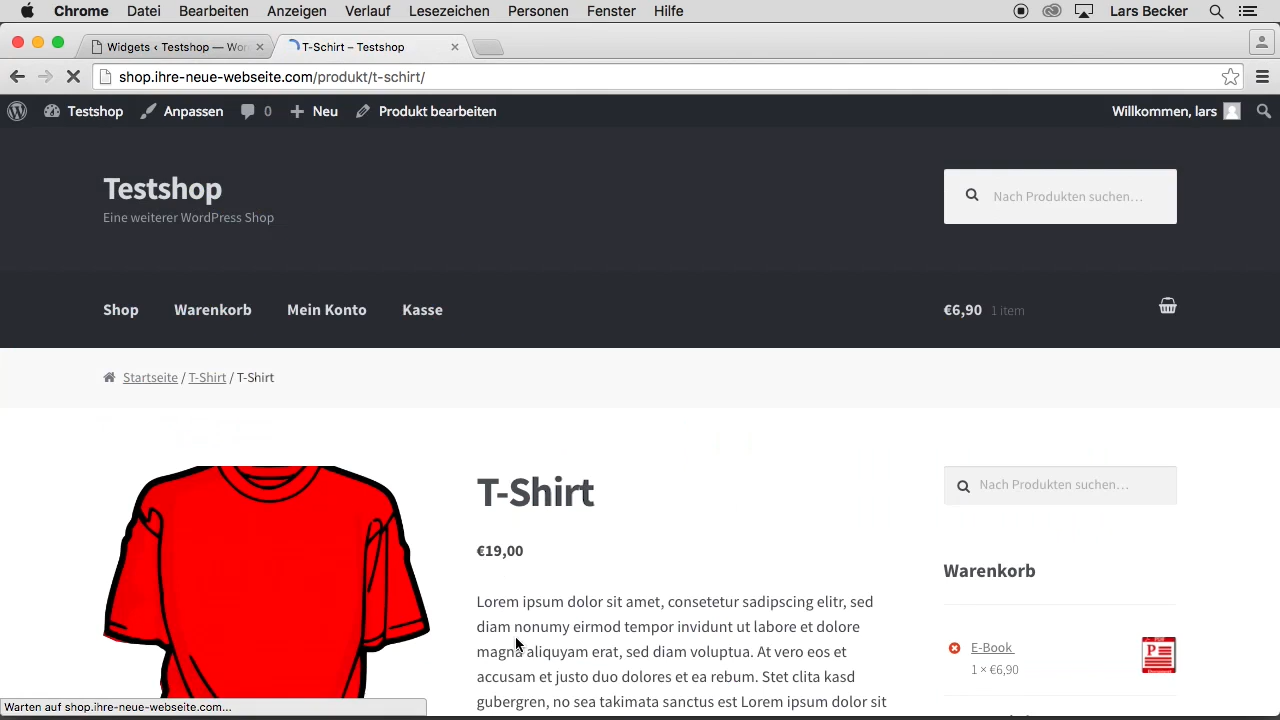 Chrome Datei Bearbeiten Anzeigen Verlauf Lesezeichen Personen Fenster Hilfe Lars Becker
Widgets ‹ Testshop — Wor
T-Schirt – Testshop
shop.ihre-neue-webseite.com/produkt/t-schirt/
Testshop Anpassen 0 Neu Produkt bearbeiten Willkommen, lars
Testshop
Eine weiterer WordPress Shop
Nach Produkten suchen…
Shop Warenkorb Mein Konto Kasse €6,90 1 item
Startseite / T-Shirt / T-Shirt
T-Shirt
€19,00
Lorem ipsum dolor sit amet, consetetur sadipscing elitr, sed
diam nonumy eirmod tempor invidunt ut labore et dolore
magna aliquyam erat, sed diam voluptua. At vero eos et
accusam et justo duo dolores et ea rebum. Stet clita kasd
gubergren, no sea takimata sanctus est Lorem ipsum dolor sit
Nach Produkten suchen…
Warenkorb
E-Book
1 × €6,90
PDF
Warten auf shop.ihre-neue-webseite.com...